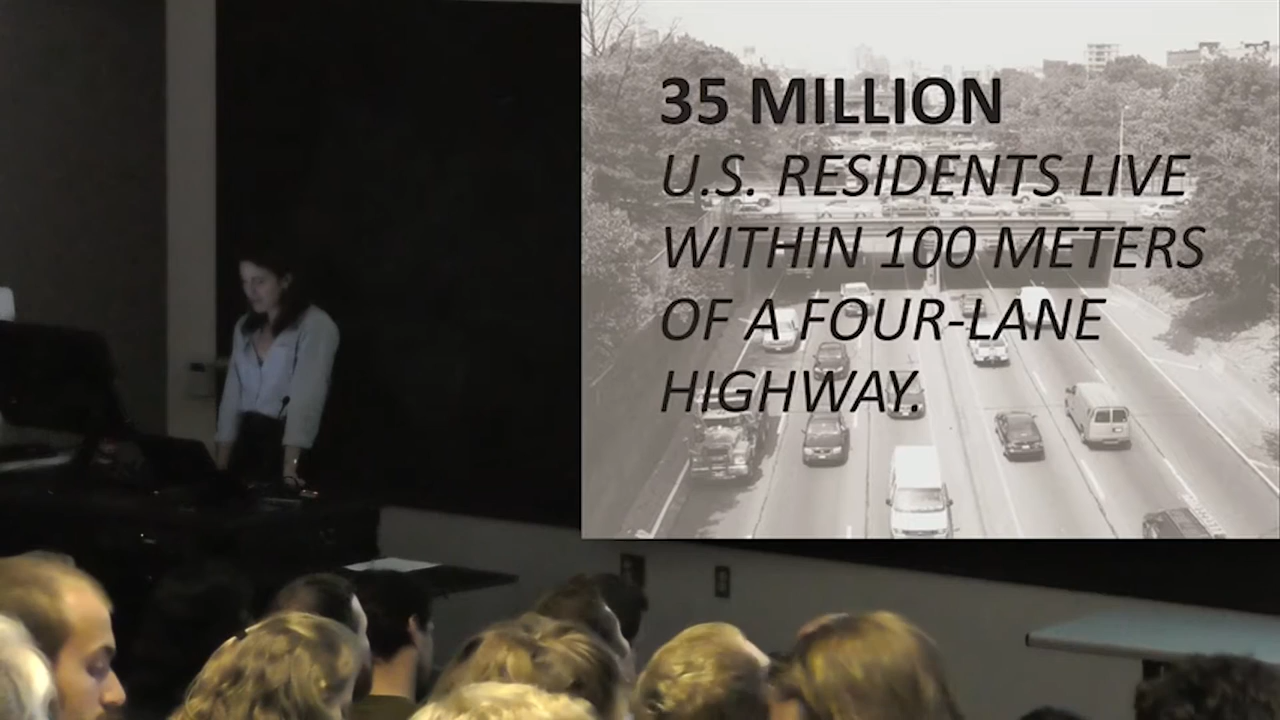 35 MILLION
U.S. RESIDENTS LIVE
WITHIN 100 METERS
OF A FOUR-LANE
HIGHWAY.